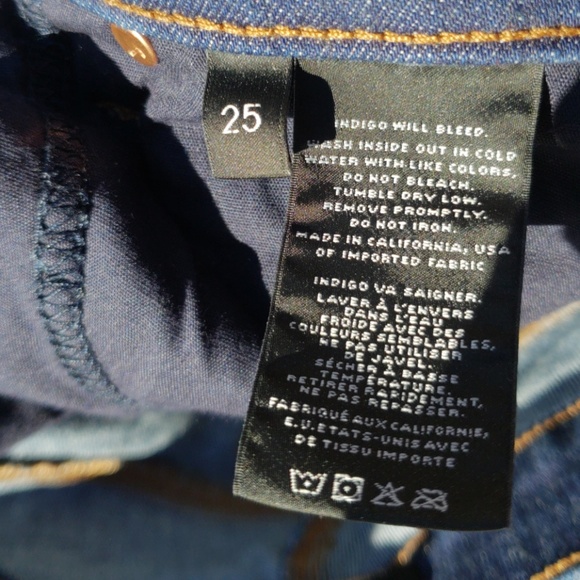 25
INDIGO WILL BLEED.
WASH INSIDE OUT IN COLD
WATER WITH LIKE COLORS,
DO NOT BLEACH.
TUMBLE DRY LOW.
REMOVE PROMPTLY.
DO NOT IRON.
MADE IN CALIFORNIA, USA
OF IMPORTED FABRIC
INDIGO VA SAIGNER.
LAVER À L'ENVERS
DANS L'EAU
FROIDE AVEC DES
COULEURS SEMBLABLES,
NE PAS UTILISER
DE JAVEL.
SÉCHER À BASSE
TEMPÉRATURE
RETIRER RAPIDEMENT,
NE PAS REPASSER.
FABRIQUÉ AUX CALIFORNIE,
E.U.ETATS-UNIS AVEC
DE TISSU IMPORTE